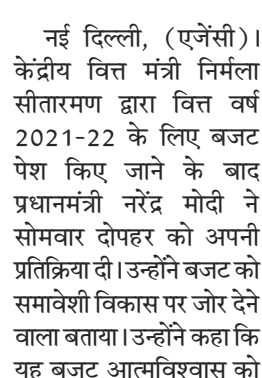 नई दिल्ली, (एजेंसी)।
केंद्रीय वित्त मंत्री निर्मला
सीतारमण द्वारा वित्त वर्ष
2021-22 के लिए बजट
पेश किए जाने के बाद
प्रधानमंत्री नरेंद्र मोदी ने
सोमवार दोपहर को अपनी
प्रतिक्रिया दी। उन्होंने बजट को
समावेशी विकास पर जोर देने
वाला बताया। उन्होंने कहा कि
यह बजट आत्मविश्वास को